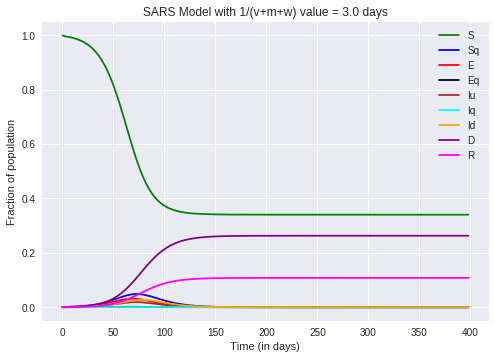 SARS Model with 1/(v+m+w) value = 3.0 days
1.0
0.8
0.6
0.4
0.2
0.0
Fraction of population
S
Sq
E
Eq
Iu
Iq
Id
D
R
0 50 100 150 200 250 300 350 400
Time (in days)